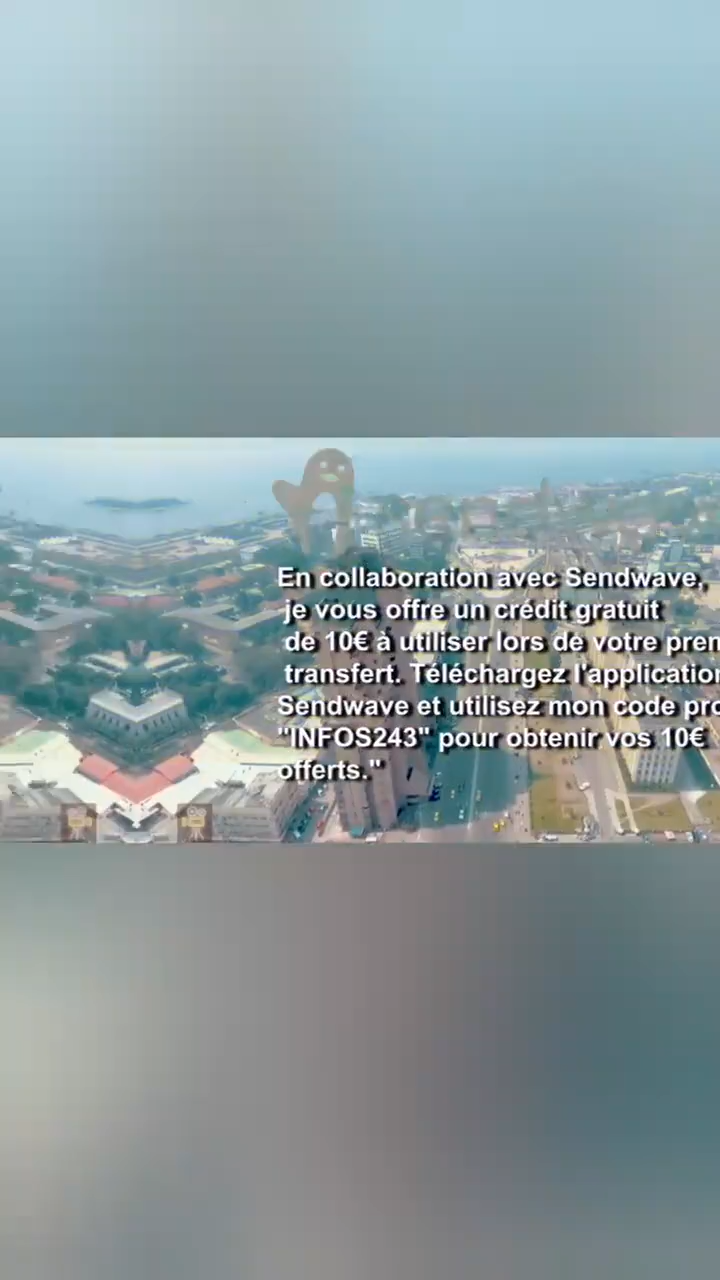 En collaboration avec Sendwave,
je vous offre un crédit gratuit
de 10€ à utiliser lors de votre
transfert. Téléchargez l'application
Sendwave et utilisez mon code
"INFOS243" pour obtenir vos 10€
offerts."